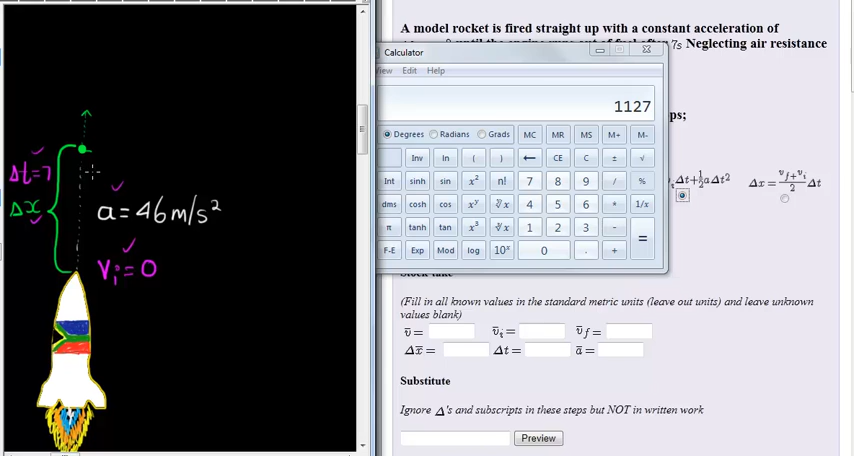 Δt=7
Δx
a = 46 m/s²
Vi = 0
A model rocket is fired straight up with a constant acceleration of
7s Neglecting air resistance
Calculator
View Edit Help
1127
Degrees Radians Grads MC MR MS M+ M-
Inv ln ( ) ← CE C ± √
Int sinh sin x² n! 7 8 9 / %
dms cosh cos xʸ ʸ√x 4 5 6 * 1/x
π tanh tan x³ ³√x 1 2 3 - =
F-E Exp Mod log 10ˣ 0 . +
ps;
Δt+½aΔt² Δx = (vf+vi)/2 Δt
Stock take
(Fill in all known values in the standard metric units (leave out units) and leave unknown
values blank)
v̄ = v̄i = v̄f =
Δx̄ = Δt = ā =
Substitute
Ignore Δ's and subscripts in these steps but NOT in written work
Preview